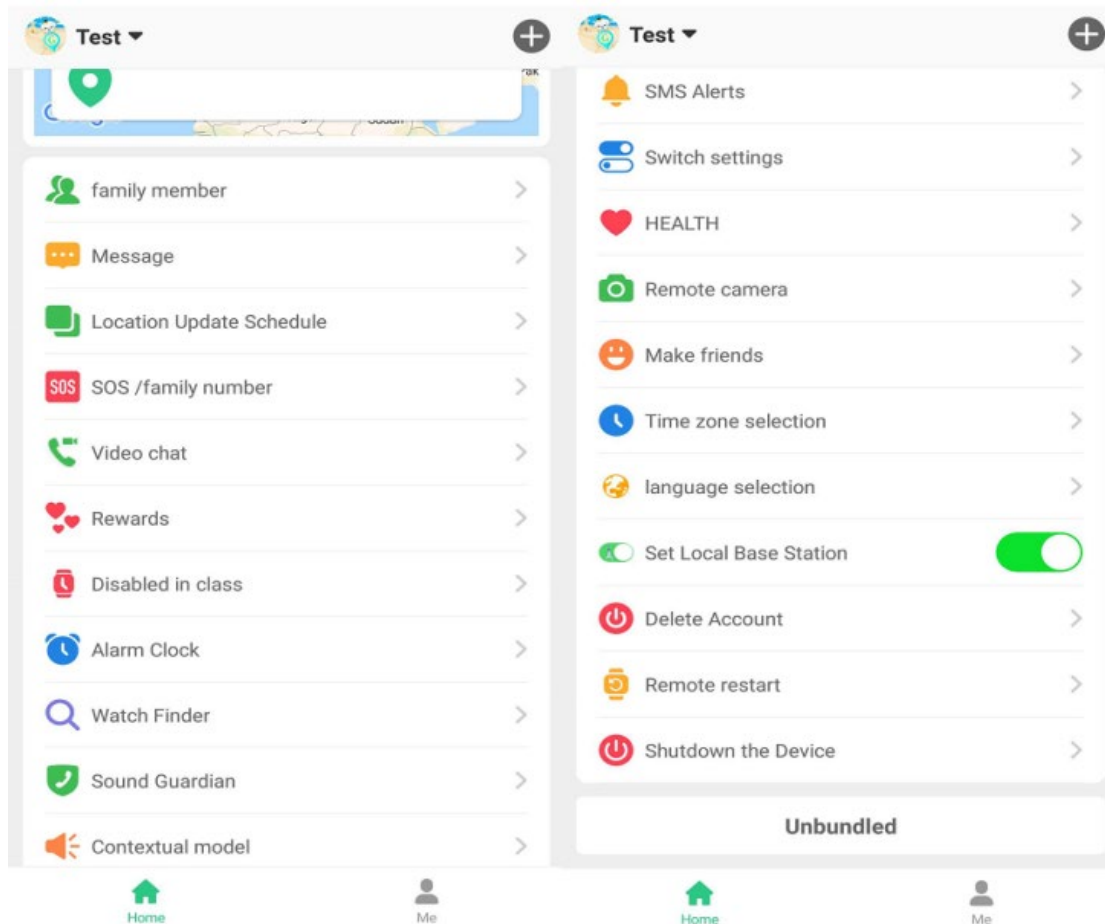 Test
family member
Message
Location Update Schedule
SOS
SOS /family number
Video chat
Rewards
Disabled in class
Alarm Clock
Watch Finder
Sound Guardian
Contextual model
Home
Me
Test
SMS Alerts
Switch settings
HEALTH
Remote camera
Make friends
Time zone selection
language selection
Set Local Base Station
Delete Account
Remote restart
Shutdown the Device
Unbundled
Home
Me